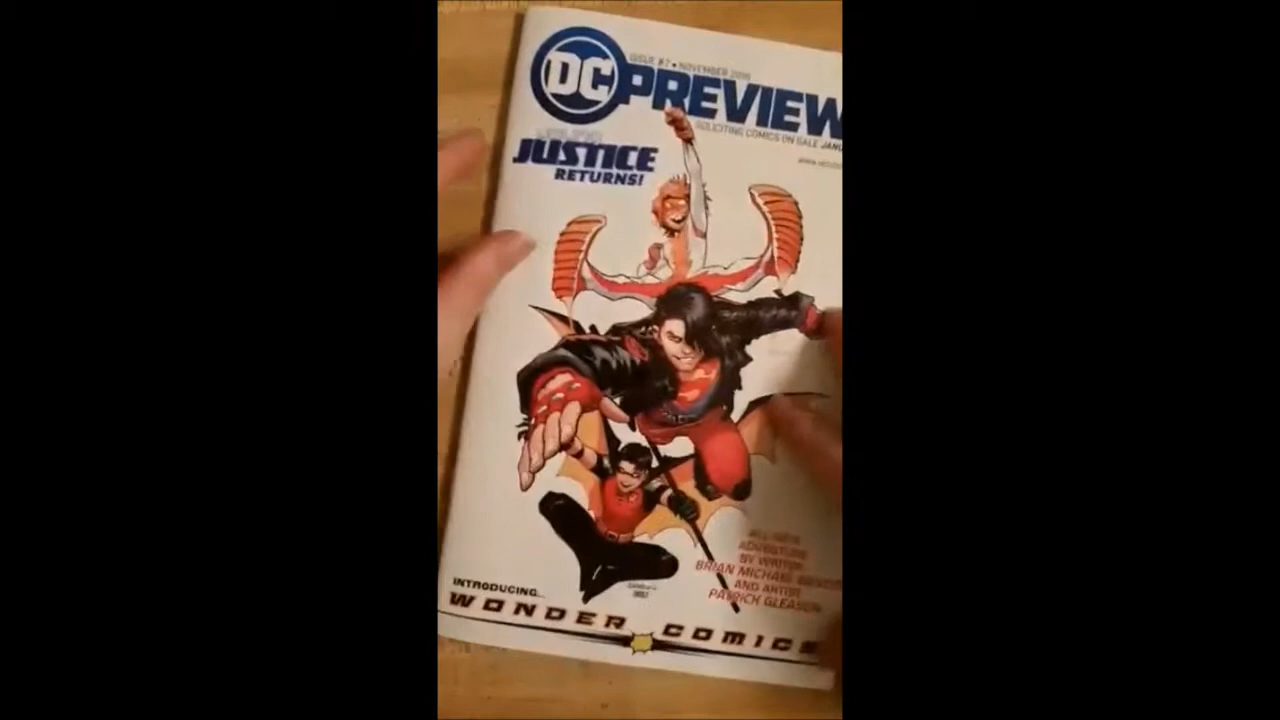 DC
ISSUE #7 • NOVEMBER 2018
PREVIEW
SOLICITING COMICS ON SALE JANU
JUSTICE
RETURNS!
ALL-NEW
ADVENTURE
BY WRITER
BRIAN MICHAEL
AND ARTIST
PATRICK GLEASON
INTRODUCING...
WONDER COMICS